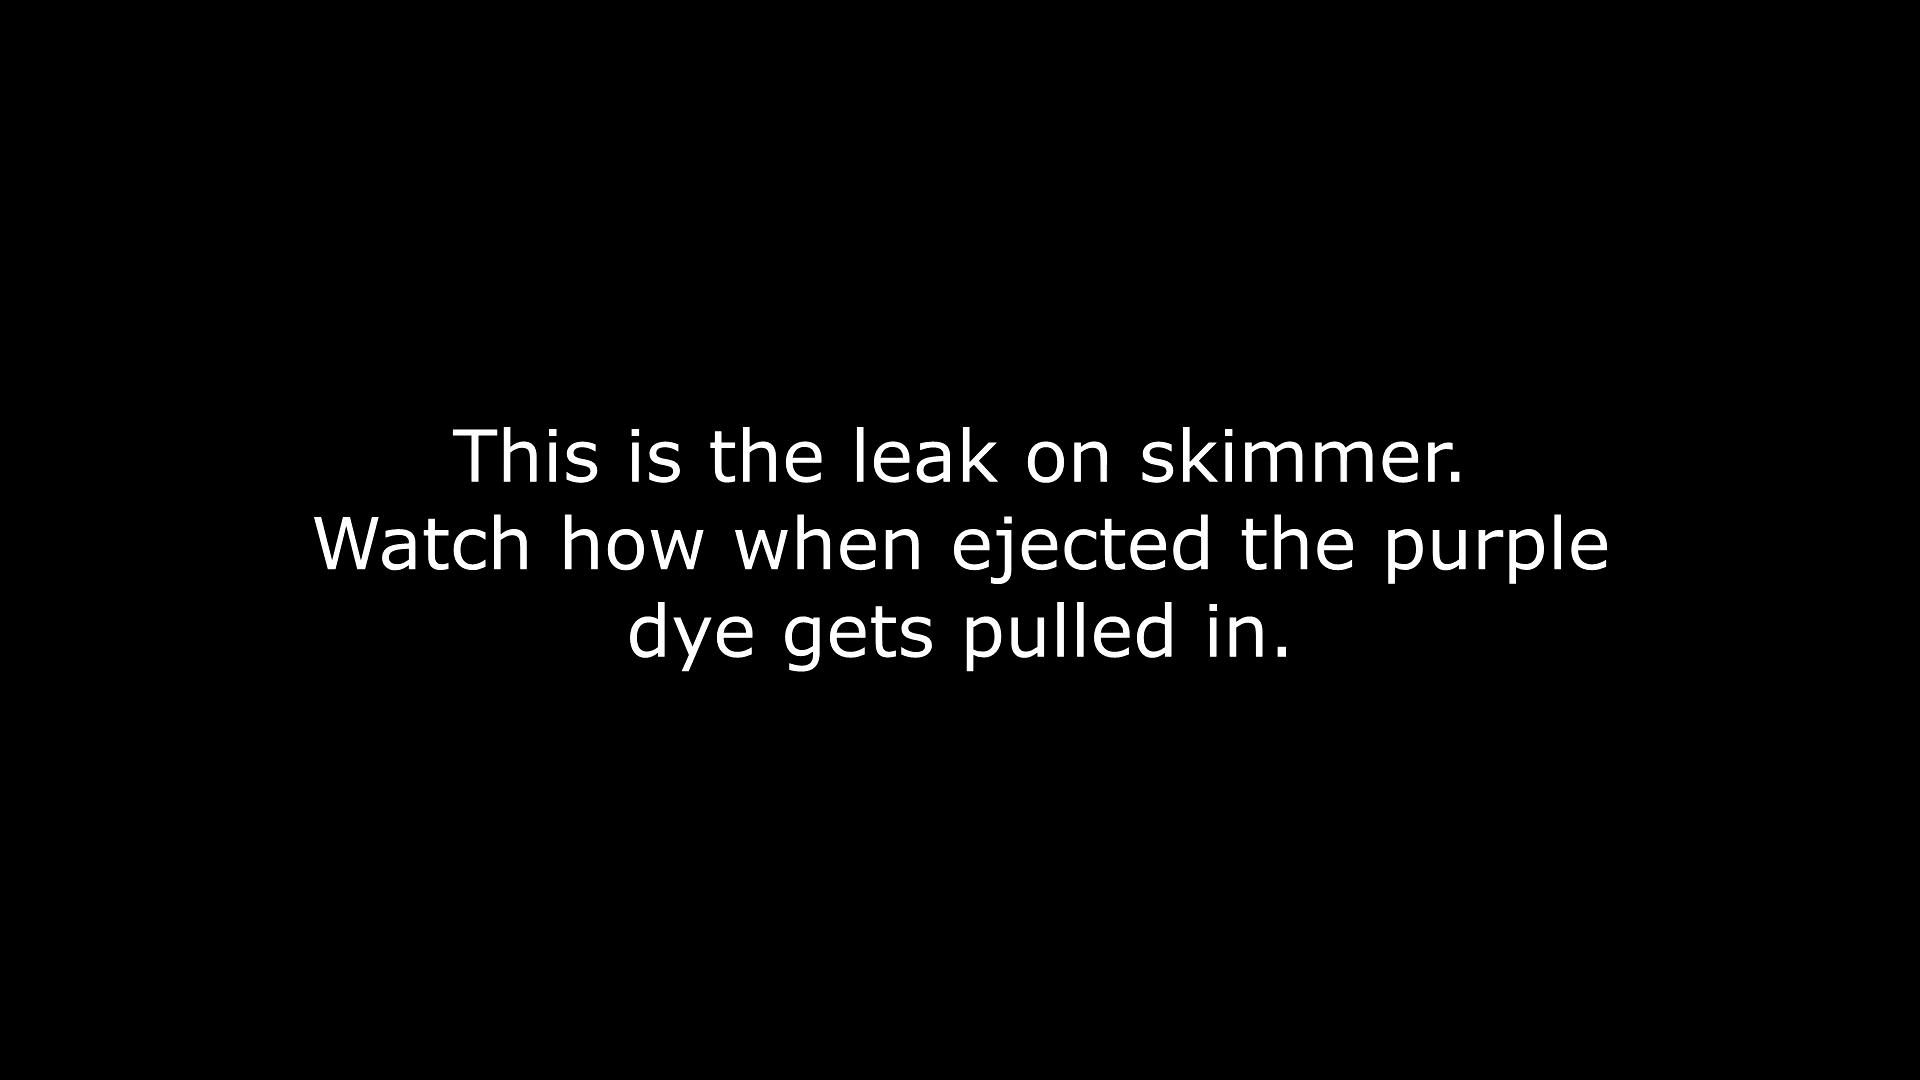 This is the leak on skimmer.
Watch how when ejected the purple
dye gets pulled in.